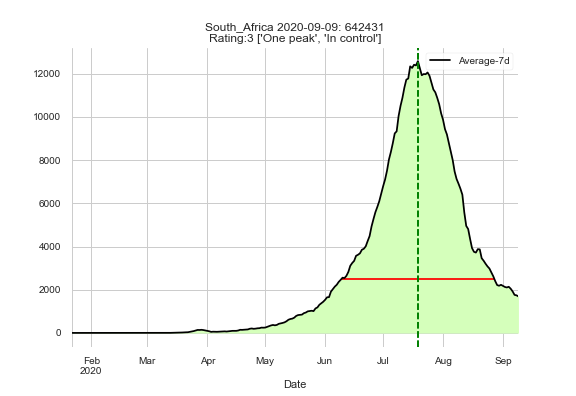 South_Africa 2020-09-09: 642431
Rating:3 ['One peak', 'In control']
Average-7d
12000
10000
8000
6000
4000
2000
0
Feb Mar Apr May Jun Jul Aug Sep
2020
Date